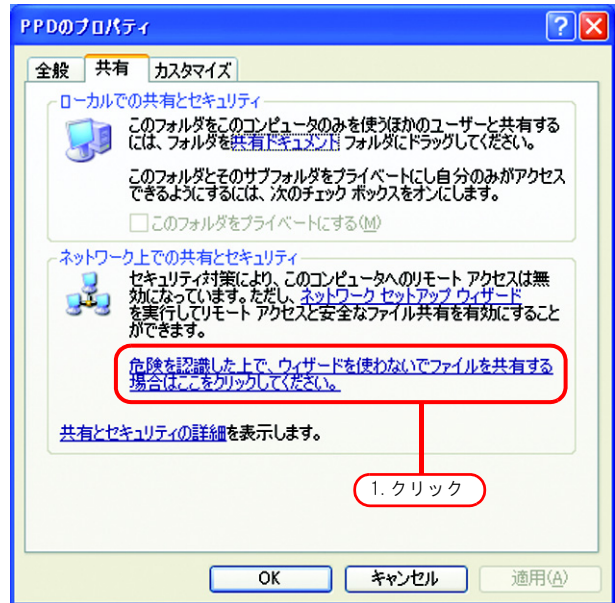 PPDのプロパティ
全般 共有 カスタマイズ
ローカルでの共有とセキュリティ
このフォルダをこのコンピュータのみを使うほかのユーザーと共有する
には、フォルダを共有ドキュメント フォルダにドラッグしてください。
このフォルダとそのサブフォルダをプライベートにし自分のみがアクセス
できるようにするには、次のチェック ボックスをオンにします。
このフォルダをプライベートにする(M)
ネットワーク上での共有とセキュリティ
セキュリティ対策により、このコンピュータへのリモート アクセスは無
効になっています。ただし、ネットワーク セットアップ ウィザード
を実行してリモート アクセスと安全なファイル共有を有効にすること
ができます。
危険を認識した上で、ウィザードを使わないでファイルを共有する
場合はここをクリックしてください。
共有とセキュリティの詳細を表示します。
1.クリック
OK キャンセル 適用(A)